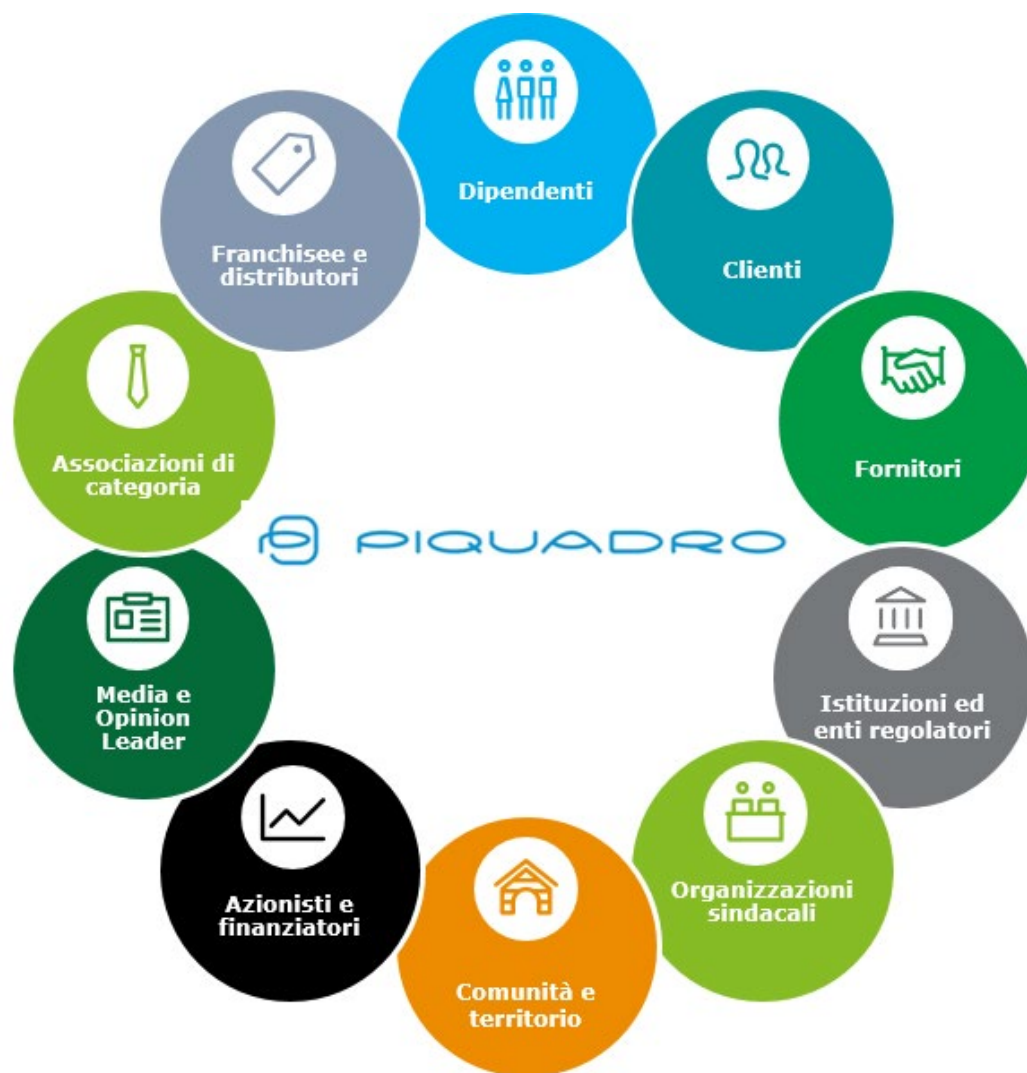 Dipendenti
Clienti
Fornitori
Istituzioni ed
enti regolatori
Organizzazioni
sindacali
Comunità e
territorio
Azionisti e
finanziatori
Media e
Opinion
Leader
Associazioni di
categoria
Franchisee e
distributori
PIQUADRO